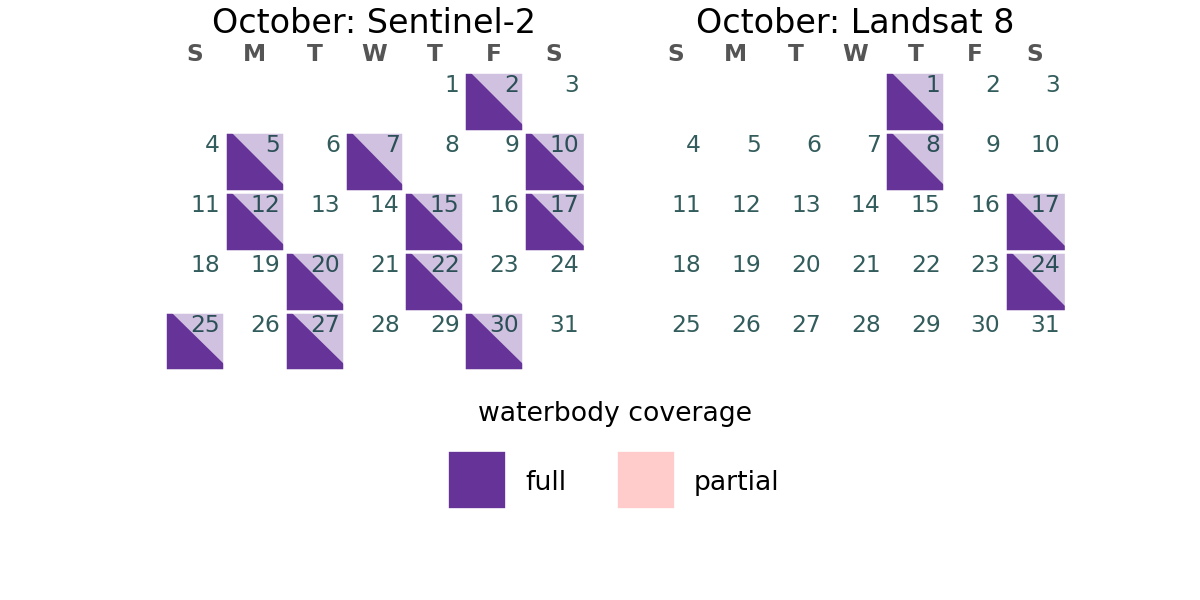 October: Sentinel-2
S M T W T F S
1 2 3
4 5 6 7 8 9 10
11 12 13 14 15 16 17
18 19 20 21 22 23 24
25 26 27 28 29 30 31
October: Landsat 8
S M T W T F S
1 2 3
4 5 6 7 8 9 10
11 12 13 14 15 16 17
18 19 20 21 22 23 24
25 26 27 28 29 30 31
waterbody coverage
full partial